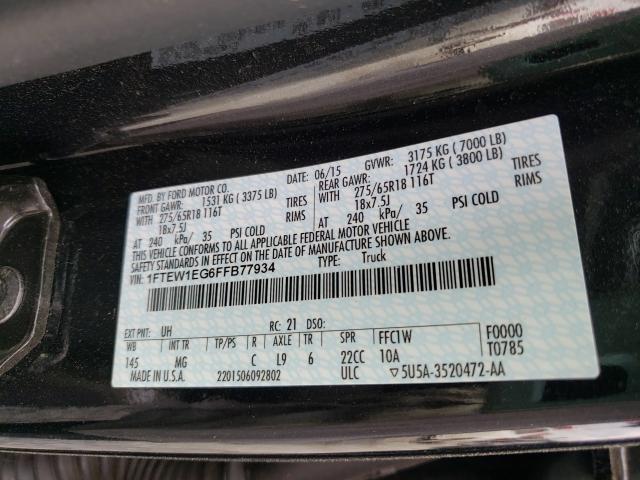 MFD. BY FORD MOTOR CO. DATE: 06/15 GVWR: 3175 KG ( 7000 LB)
FRONT GAWR: 1531 KG ( 3375 LB) REAR GAWR: 1724 KG ( 3800 LB)
WITH 275/65R18 116T TIRES WITH 275/65R18 116T TIRES
18x7.5J RIMS 18x7.5J RIMS
AT 240 kPa/ 35 PSI COLD AT 240 kPa/ 35 PSI COLD
THIS VEHICLE CONFORMS TO ALL APPLICABLE FEDERAL MOTOR VEHICLE
SAFETY STANDARDS IN EFFECT ON THE DATE OF MANUFACTURE SHOWN ABOVE.
VIN: 1FTEW1EG6FFB77934 TYPE: Truck
EXT PNT: UH RC: 21 DSO: FFC1W F0000
WB INT TR TP/PS R AXLE TR SPR 10A T0785
145 MG C L9 6 22CC
MADE IN U.S.A. 2201506092802 ULC ▽5U5A-3520472-AA